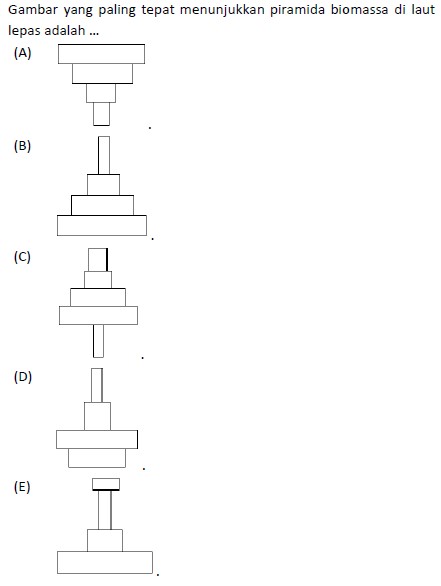 Gambar yang paling tepat menunjukkan piramida biomassa di laut
lepas adalah ...
(A)
.
(B)
.
(C)
.
(D)
.
(E)
.